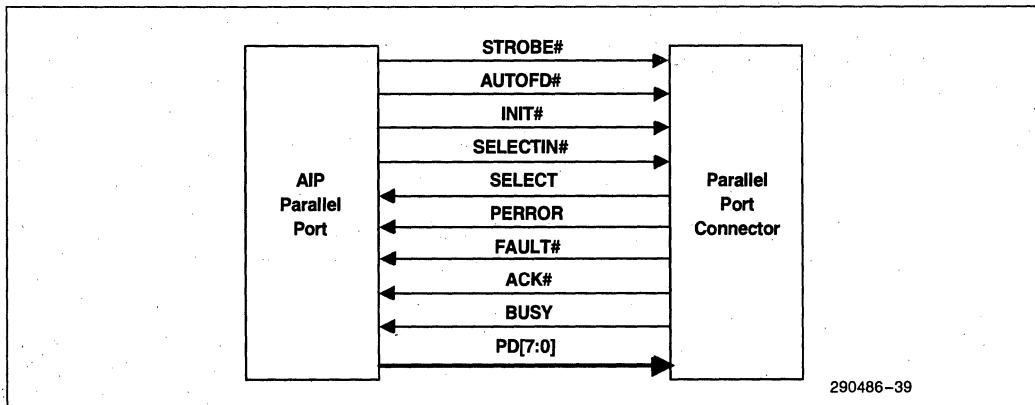 STROBE#
AUTOFD#
INIT#
SELECTIN#
SELECT
PERROR
FAULT#
ACK#
BUSY
PD[7:0]
AIP
Parallel
Port
Parallel
Port
Connector
290486–39